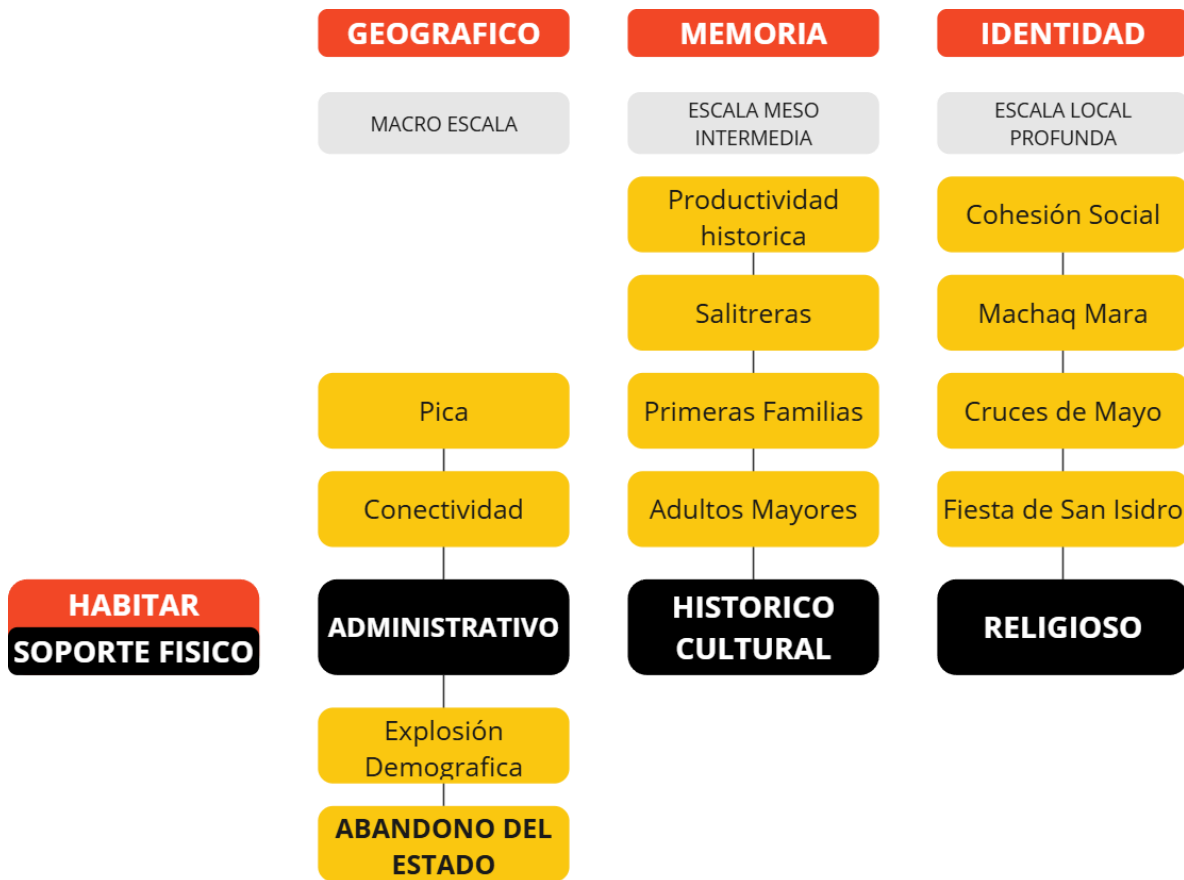 GEOGRAFICO
MEMORIA
IDENTIDAD
MACRO ESCALA
ESCALA MESO
INTERMEDIA
ESCALA LOCAL
PROFUNDA
Productividad
historica
Cohesión Social
Salitreras
Machaq Mara
Pica
Primeras Familias
Cruces de Mayo
Conectividad
Adultos Mayores
Fiesta de San Isidro
HABITAR
SOPORTE FISICO
ADMINISTRATIVO
HISTORICO
CULTURAL
RELIGIOSO
Explosión
Demografica
ABANDONO DEL
ESTADO